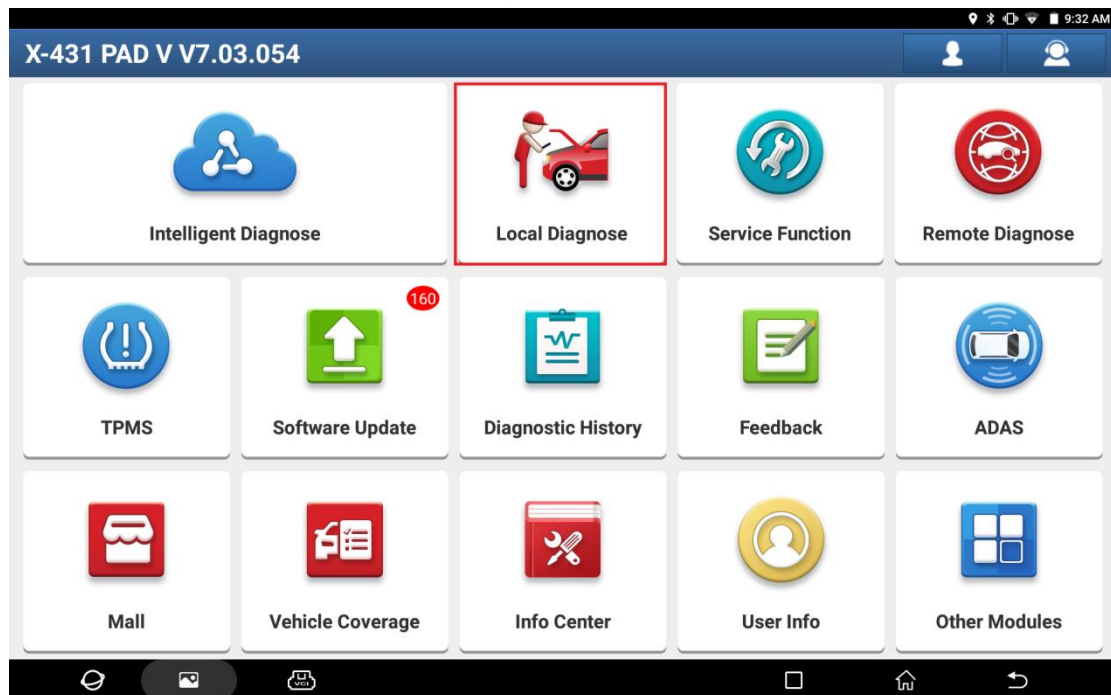 9:32 AM
X-431 PAD V V7.03.054
Intelligent Diagnose
Local Diagnose
Service Function
Remote Diagnose
160
TPMS
Software Update
Diagnostic History
Feedback
ADAS
Mall
Vehicle Coverage
Info Center
User Info
Other Modules
VCI